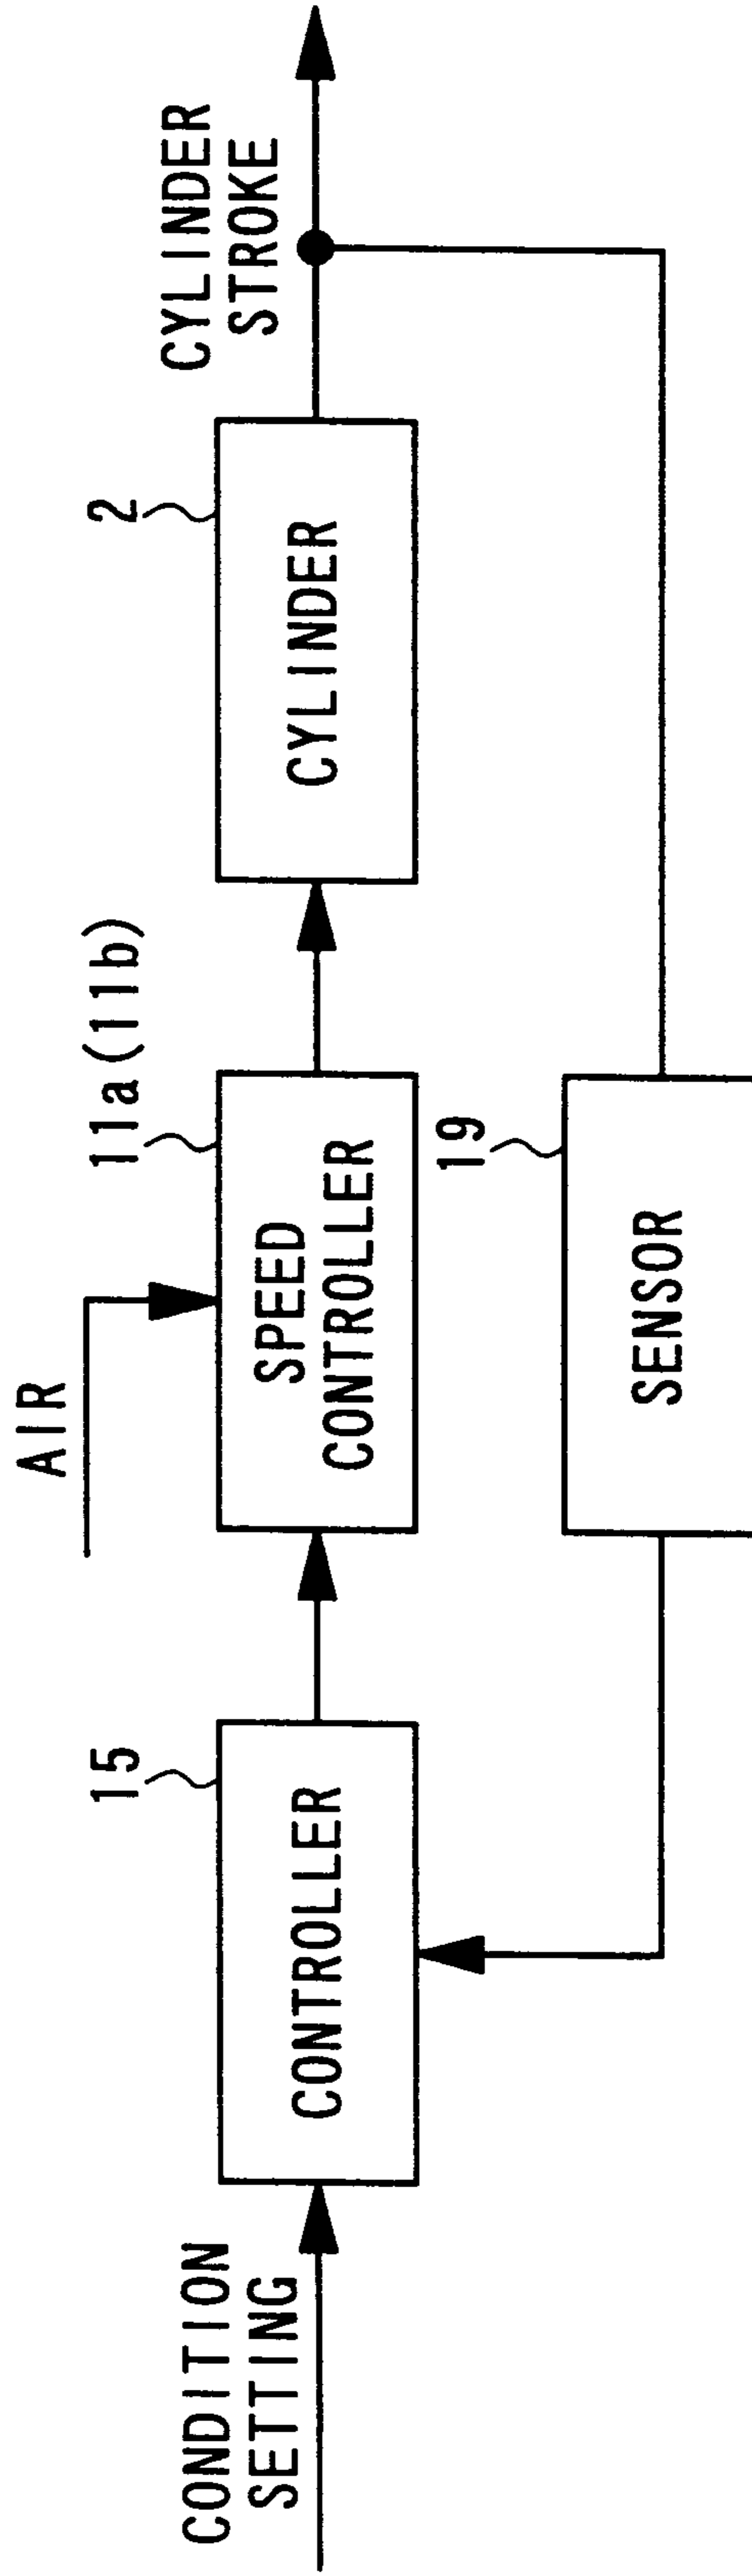 CONDITION
SETTING
15
CONTROLLER
AIR
11a(11b)
SPEED
CONTROLLER
2
CYLINDER
CYLINDER
STROKE
19
SENSOR